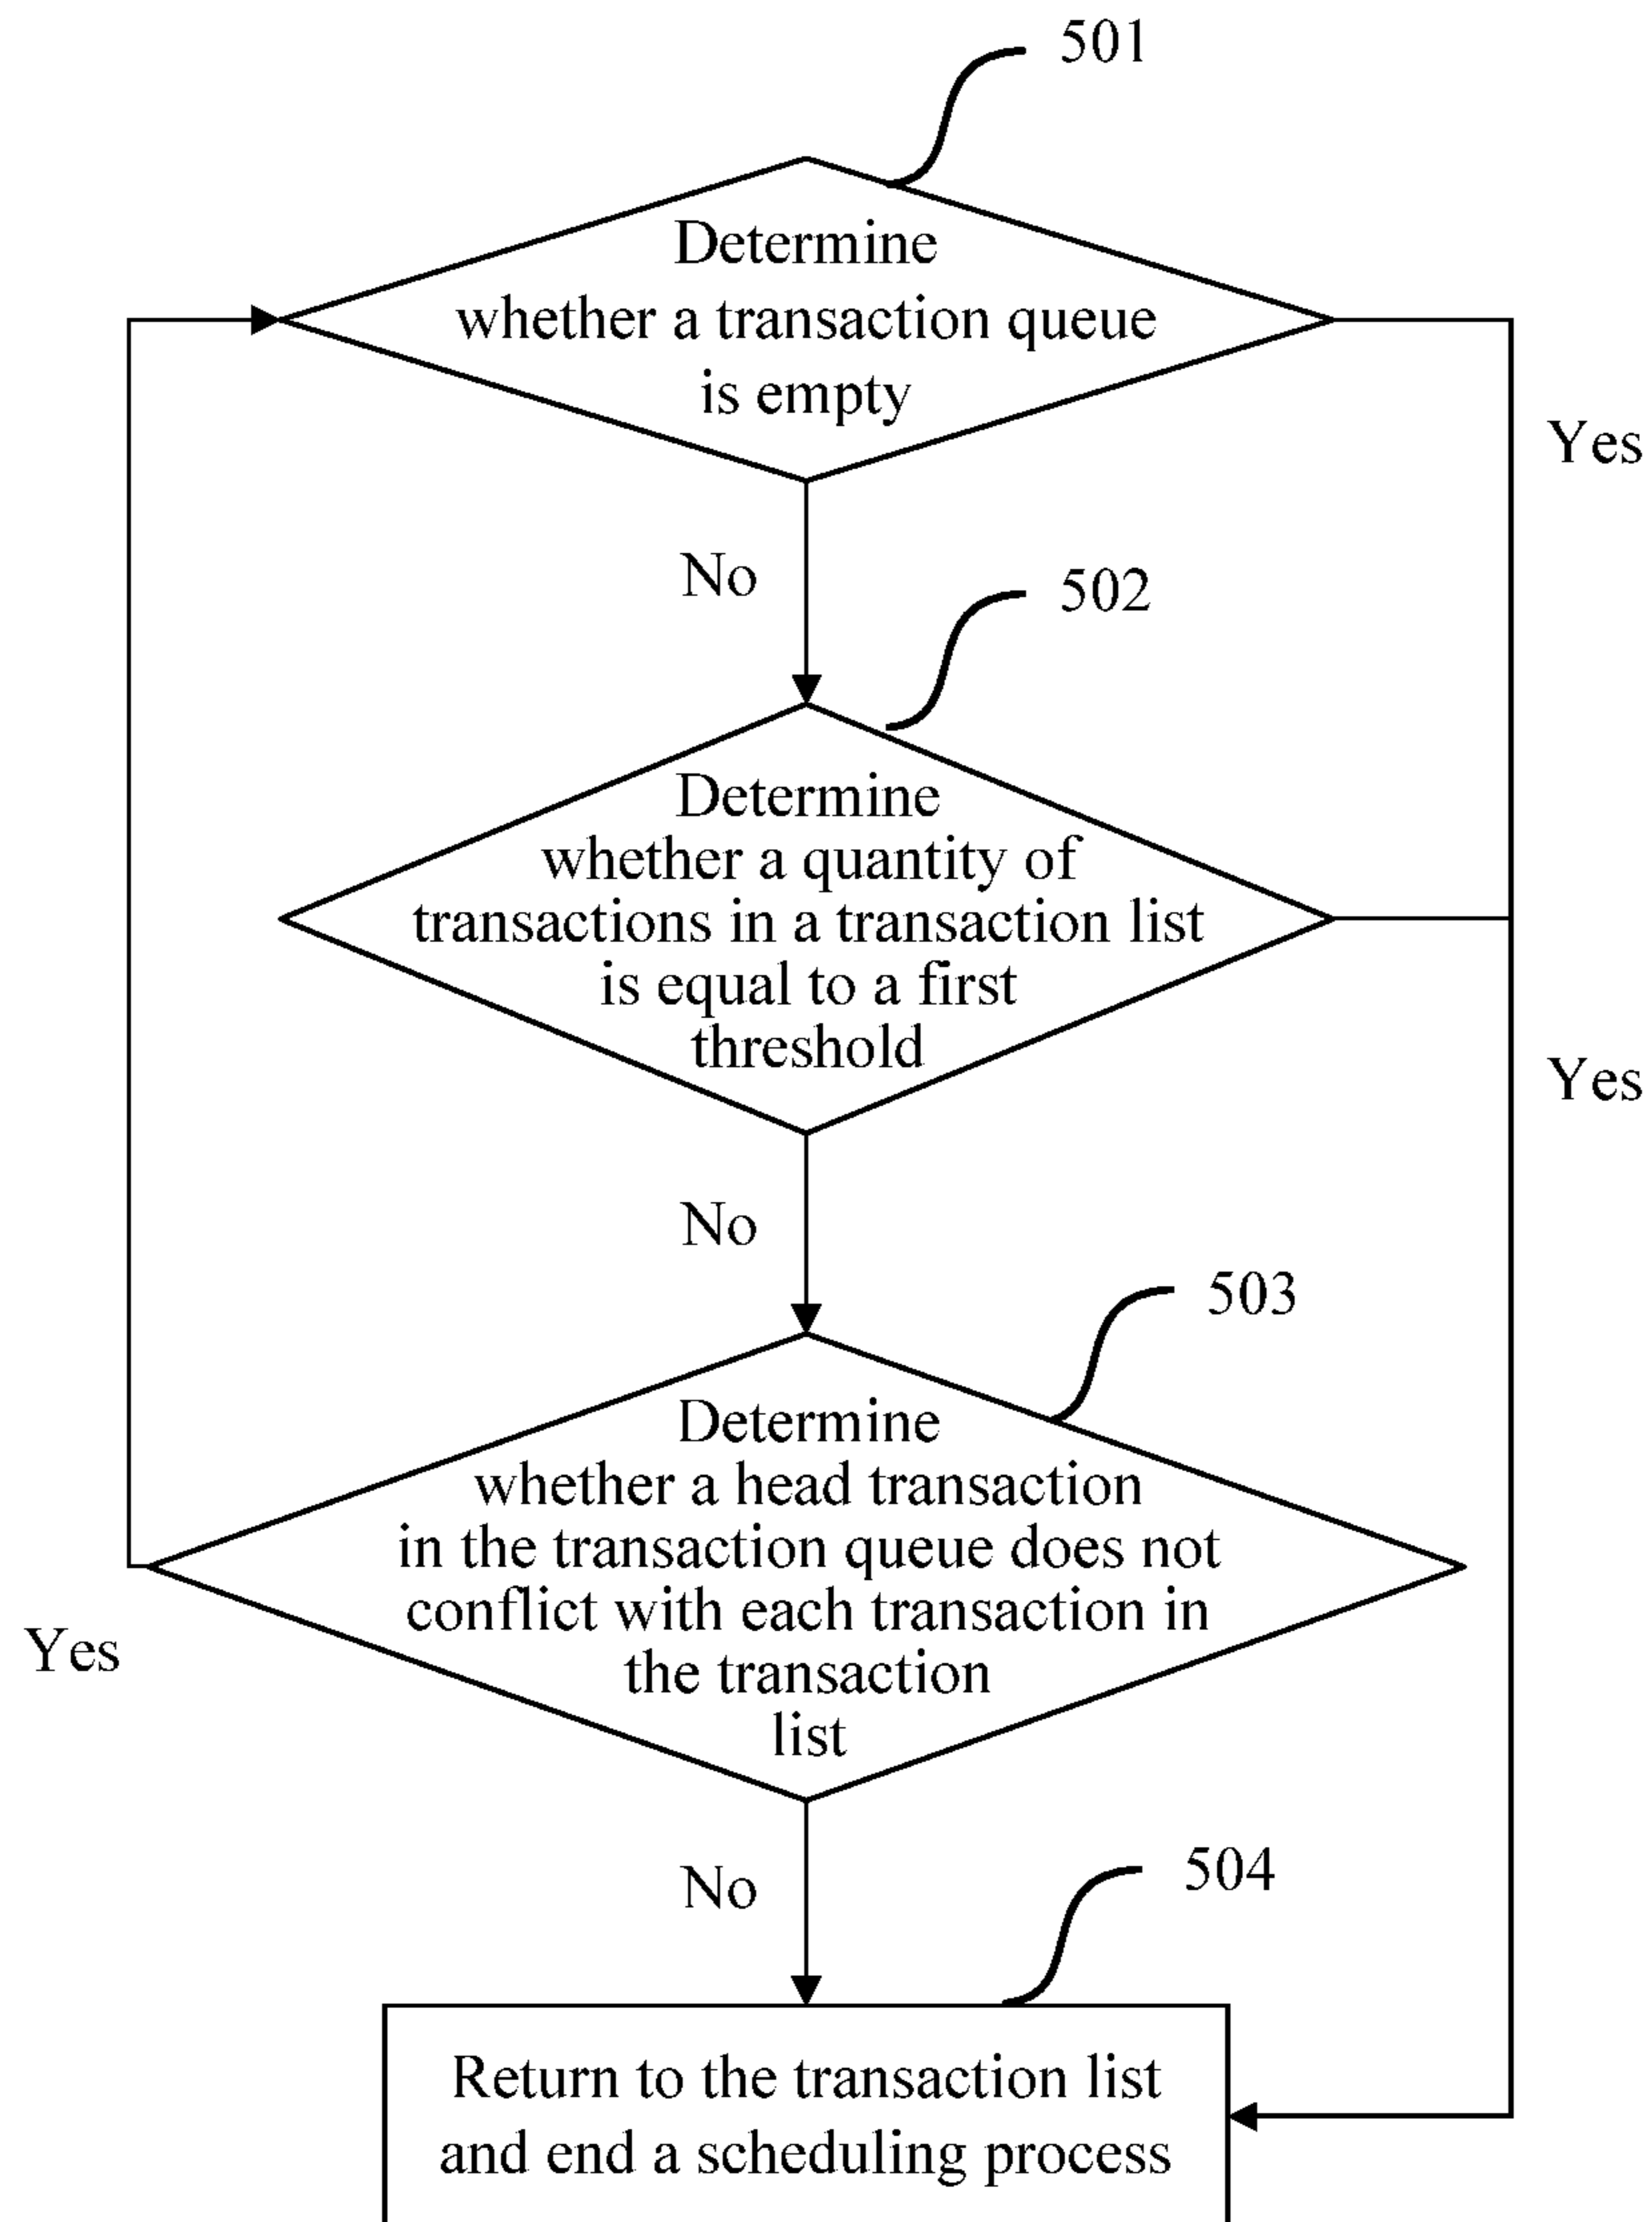 501
Determine
whether a transaction queue
is empty
Yes
No
502
Determine
whether a quantity of
transactions in a transaction list
is equal to a first
threshold
Yes
No
503
Determine
whether a head transaction
in the transaction queue does not
conflict with each transaction in
the transaction
list
Yes
No
504
Return to the transaction list
and end a scheduling process